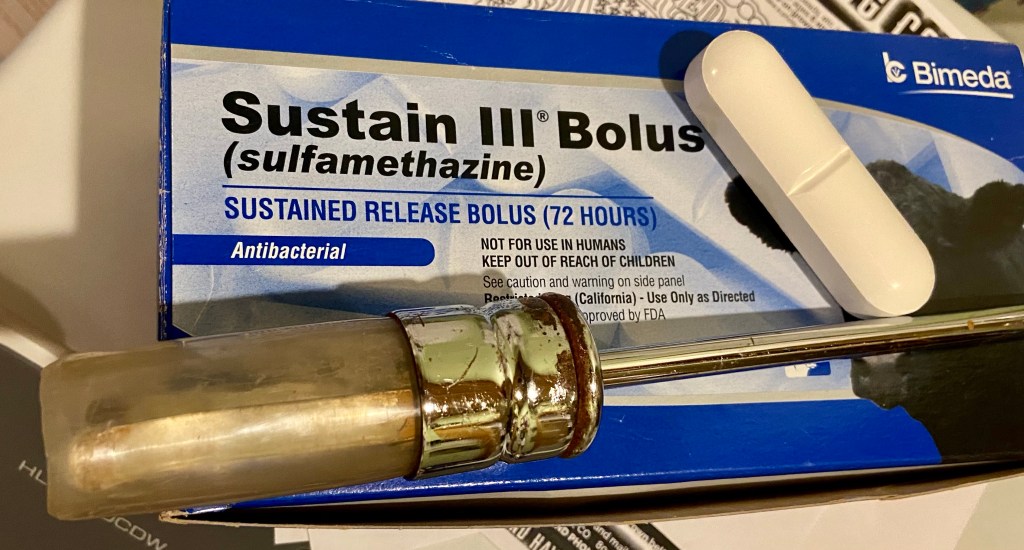 Bimeda
Sustain III® Bolus
(sulfamethazine)
SUSTAINED RELEASE BOLUS (72 HOURS)
Antibacterial
NOT FOR USE IN HUMANS
KEEP OUT OF REACH OF CHILDREN
See caution and warning on side panel
(California) - Use Only as Directed
by FDA